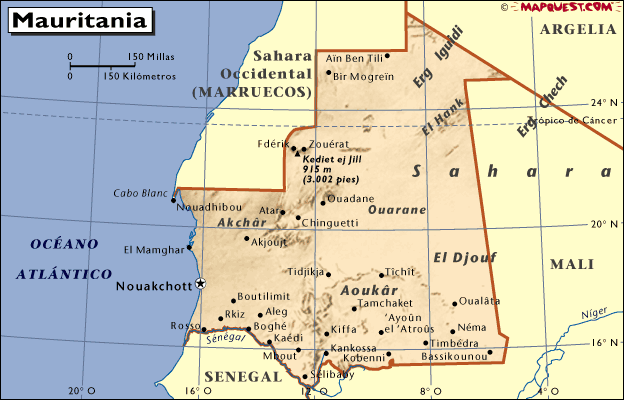 Mauritania
MAPQUEST.COM
0 150 Millas
0 150 Kilómetros
ARGELIA
Sahara
Occidental
(MARRUECOS)
Aïn Ben Tili
Bir Mogreïn
Erg Iguidi
Erg Chech
El Hank
24° N
Trópico de Cáncer
Fdérik
Zouérat
Kediet ej Jill
915 m
(3.002 pies)
Sahara
Cabo Blanc
Nouadhibou
Ouadane
Ouarane
Atar
Akchâr
Chinguetti
20° N
Akjoujt
OCÉANO
ATLÁNTICO
El Mamghar
El Djouf
MALI
Tidjikja
Tîchît
Nouakchott
Aoukâr
Boutilimit
Tamchaket
Oualâta
Rkiz
Aleg
'Ayoûn
el 'Atroûs
Níger
Rosso
Boghé
Kiffa
Néma
Sénégal
Kaédi
Timbédra
16° N
Mbout
Kankossa
Kobenni
Bassikounou
Sélibaby
SENEGAL
20° O
16° O
12° O
8° O
4° O